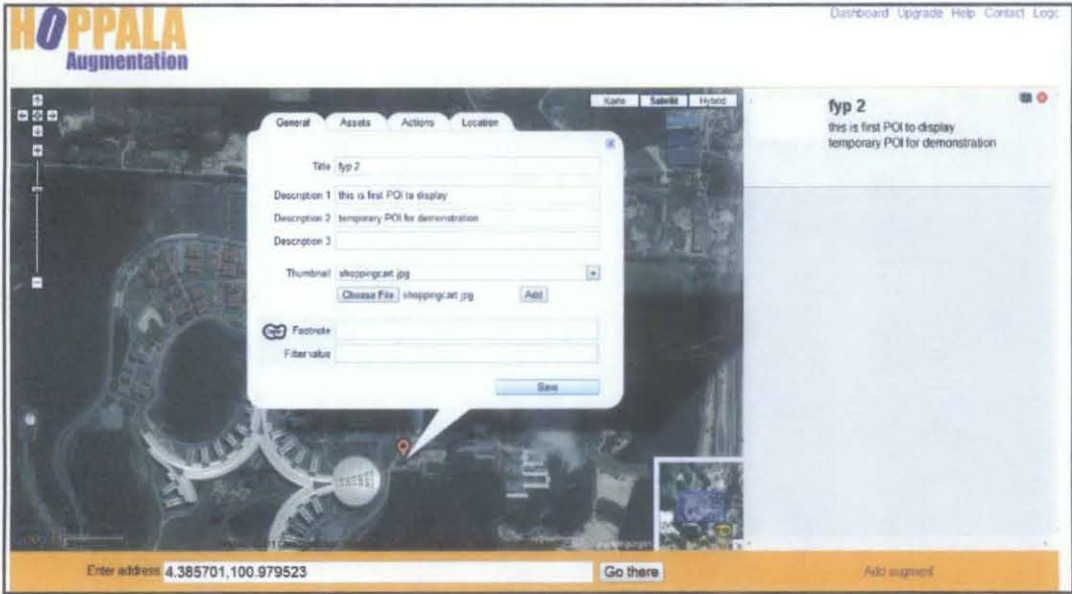 HOPPALA
Augmentation
Dashboard Upgrade Help Contact
Karte Satellit Hybrid
General Assets Actions Location
Title fyp 2
Description 1 this is first POI to display
Description 2 temporary POI for demonstration
Description 3
Thumbnail shoppingcart.jpg
Choose File shoppingcart.jpg Add
Footnote
Filter value
Save
fyp 2
this is first POI to display
temporary POI for demonstration
Enter address 4.385701,100.979523 Go there Add augment